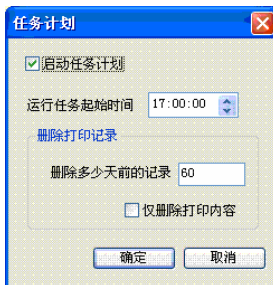 任务计划
启动任务计划
运行任务起始时间 17:00:00
删除打印记录
删除多少天前的记录 60
仅删除打印内容
确定 取消